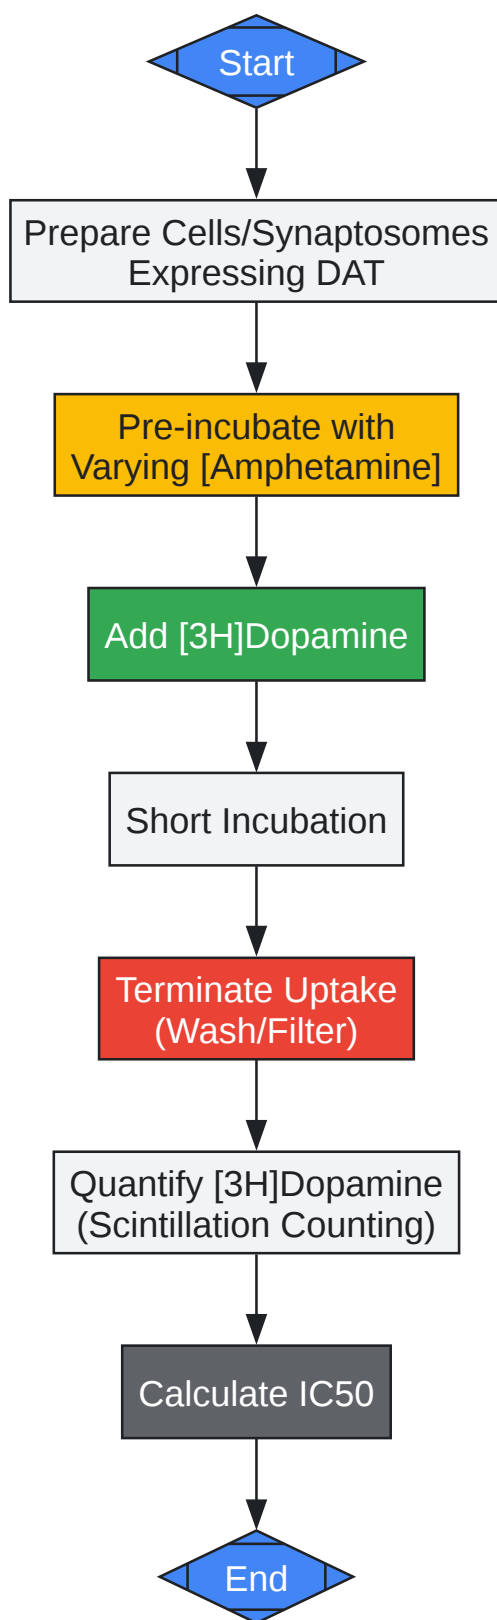 Start
Prepare Cells/Synaptosomes
Expressing DAT
Pre-incubate with
Varying [Amphetamine]
Add [3H]Dopamine
Short Incubation
Terminate Uptake
(Wash/Filter)
Quantify [3H]Dopamine
(Scintillation Counting)
Calculate IC50
End